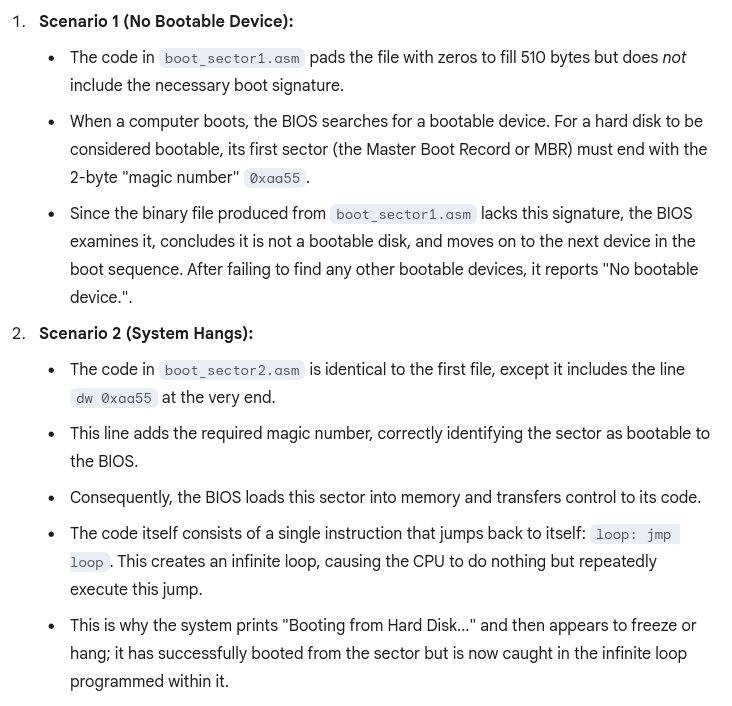 1. Scenario 1 (No Bootable Device):
• The code in boot_sector1.asm pads the file with zeros to fill 510 bytes but does not
include the necessary boot signature.
• When a computer boots, the BIOS searches for a bootable device. For a hard disk to be
considered bootable, its first sector (the Master Boot Record or MBR) must end with the
2-byte "magic number" 0xaa55.
• Since the binary file produced from boot_sector1.asm lacks this signature, the BIOS
examines it, concludes it is not a bootable disk, and moves on to the next device in the
boot sequence. After failing to find any other bootable devices, it reports "No bootable
device.".
2. Scenario 2 (System Hangs):
• The code in boot_sector2.asm is identical to the first file, except it includes the line
dw 0xaa55 at the very end.
• This line adds the required magic number, correctly identifying the sector as bootable to
the BIOS.
• Consequently, the BIOS loads this sector into memory and transfers control to its code.
• The code itself consists of a single instruction that jumps back to itself: loop: jmp
loop. This creates an infinite loop, causing the CPU to do nothing but repeatedly
execute this jump.
• This is why the system prints "Booting from Hard Disk..." and then appears to freeze or
hang; it has successfully booted from the sector but is now caught in the infinite loop
programmed within it.